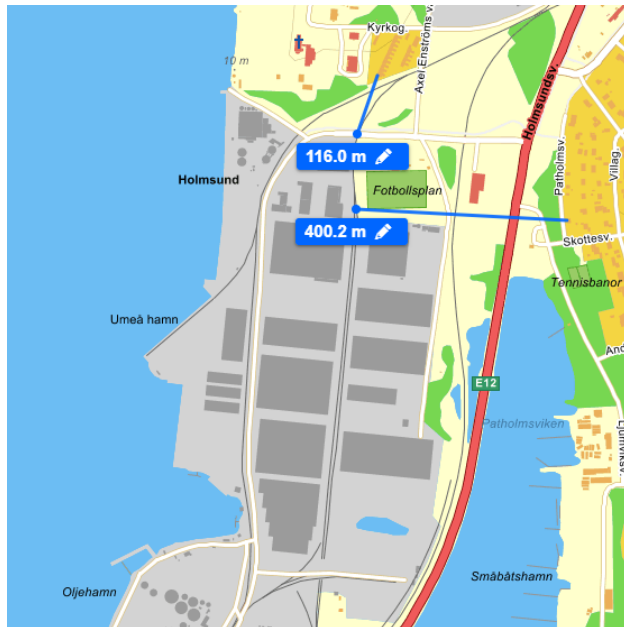 Kyrkog.
Axel Enströms v.
10 m
Holmsundsv.
116.0 m
Holmsund
Fotbollsplan
Patholmsv.
Villag.
400.2 m
Skottesv.
Tennisbanor
Umeå hamn
E12
Patholmsviken
Oljehamn
Småbåtshamn